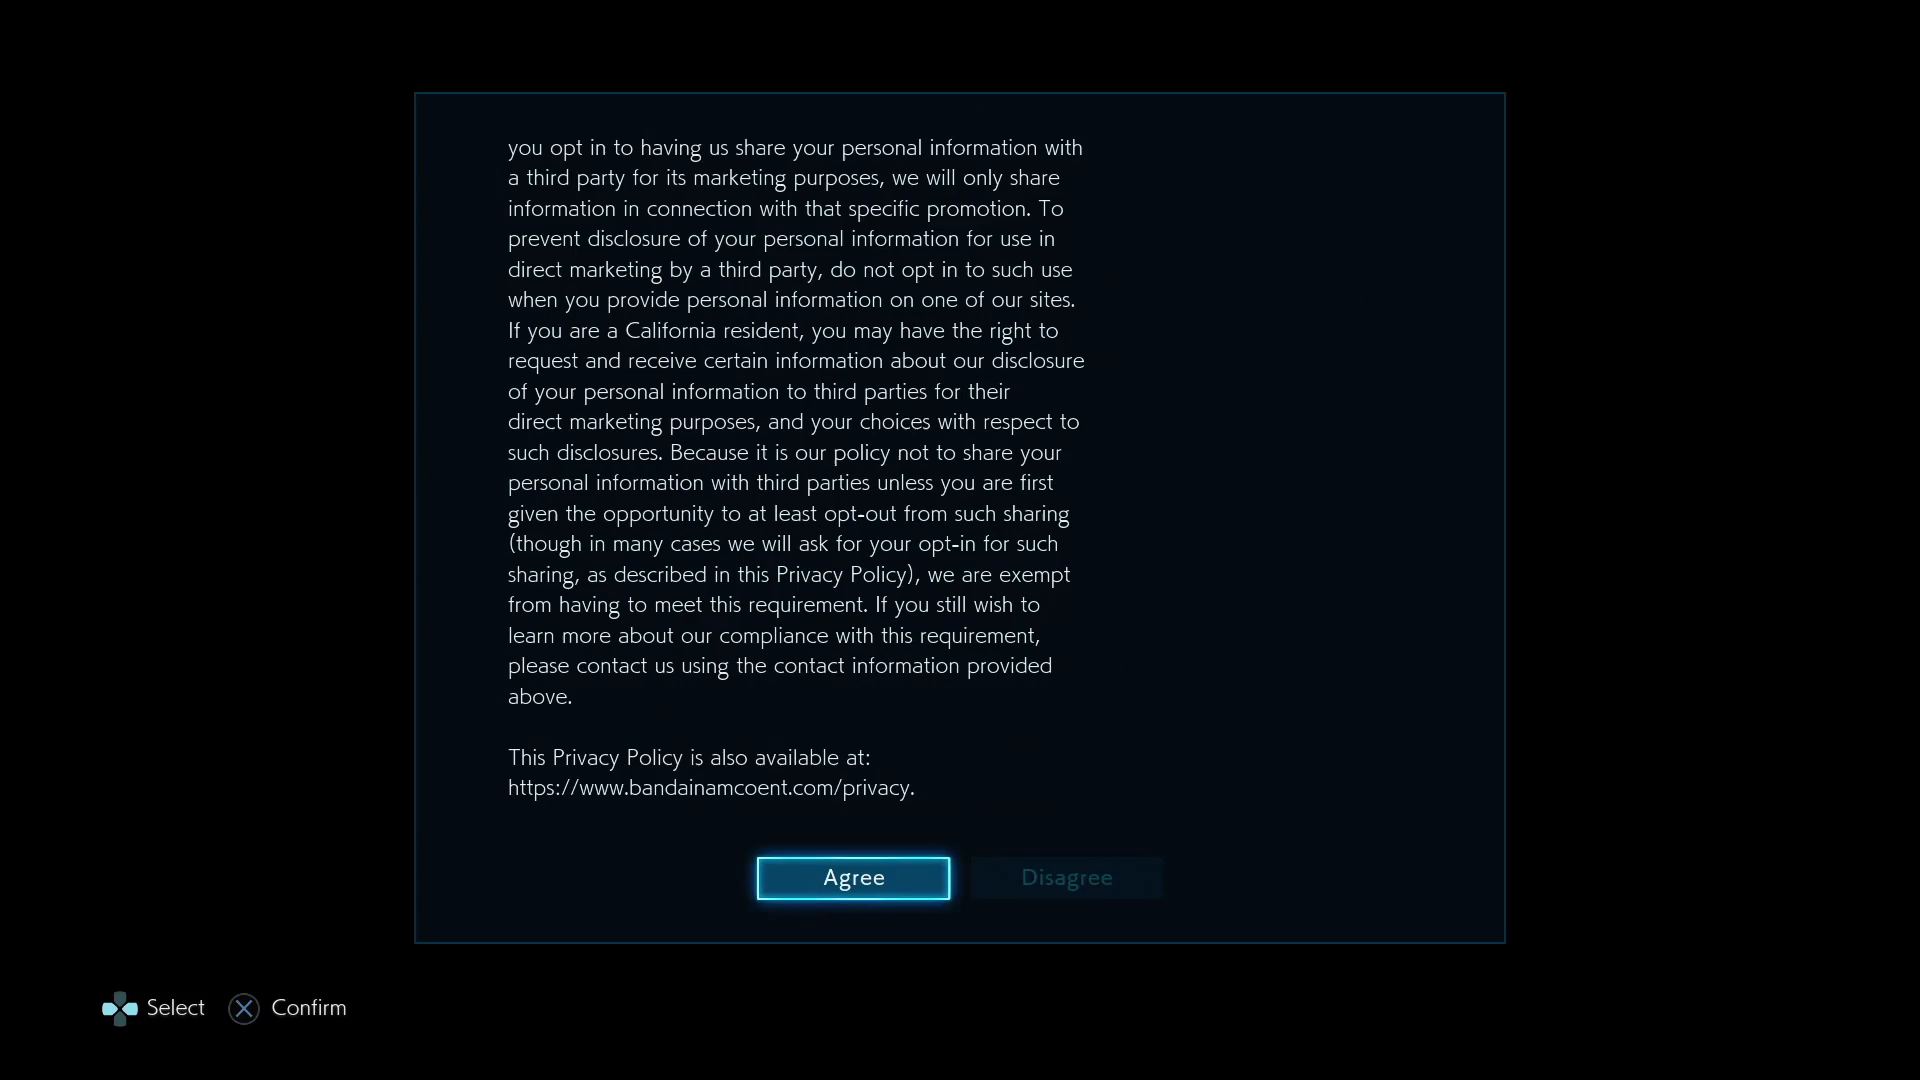 you opt in to having us share your personal information with
a third party for its marketing purposes, we will only share
information in connection with that specific promotion. To
prevent disclosure of your personal information for use in
direct marketing by a third party, do not opt in to such use
when you provide personal information on one of our sites.
If you are a California resident, you may have the right to
request and receive certain information about our disclosure
of your personal information to third parties for their
direct marketing purposes, and your choices with respect to
such disclosures. Because it is our policy not to share your
personal information with third parties unless you are first
given the opportunity to at least opt-out from such sharing
(though in many cases we will ask for your opt-in for such
sharing, as described in this Privacy Policy), we are exempt
from having to meet this requirement. If you still wish to
learn more about our compliance with this requirement,
please contact us using the contact information provided
above.
This Privacy Policy is also available at:
https://www.bandainamcoent.com/privacy.
Agree Disagree
Select Confirm